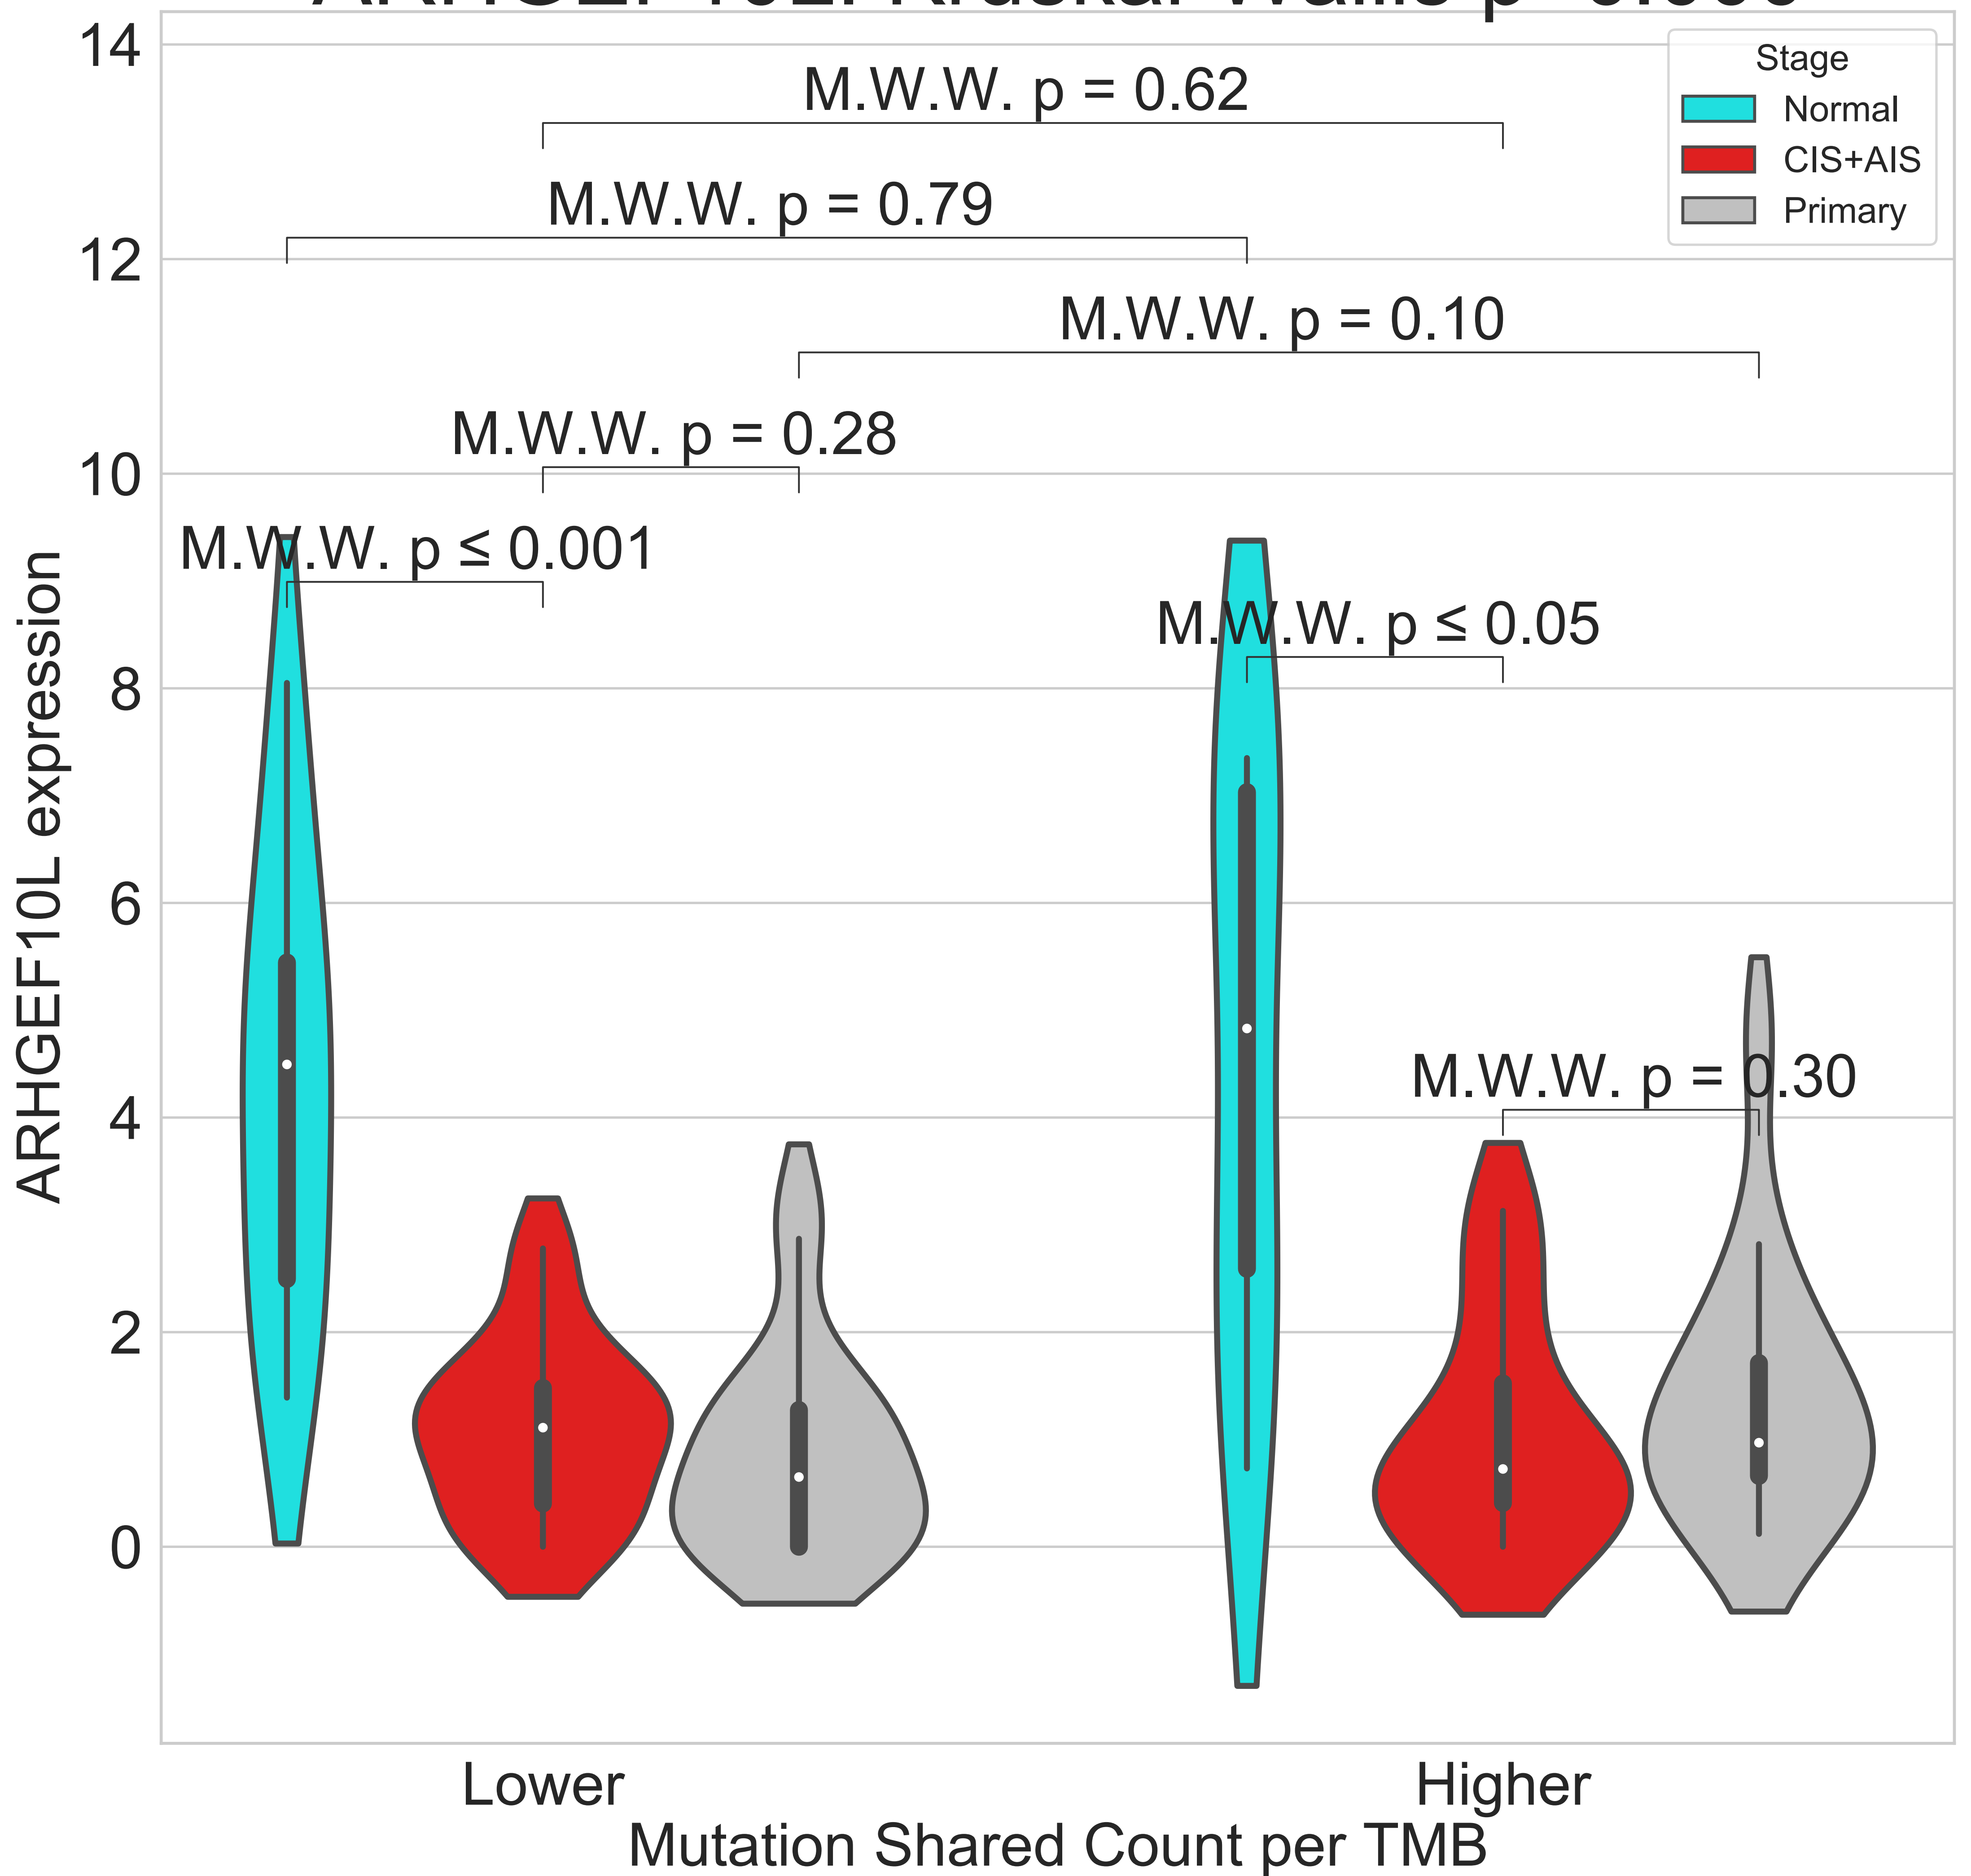 14
Stage
Normal
CIS+AIS
Primary
M.W.W. p = 0.62
M.W.W. p = 0.79
12
M.W.W. p = 0.10
M.W.W. p = 0.28
10
M.W.W. p ≤ 0.001
M.W.W. p ≤ 0.05
8
6
M.W.W. p = 0.30
4
2
0
ARHGEF10L expression
Lower
Higher
Mutation Shared Count per TMB